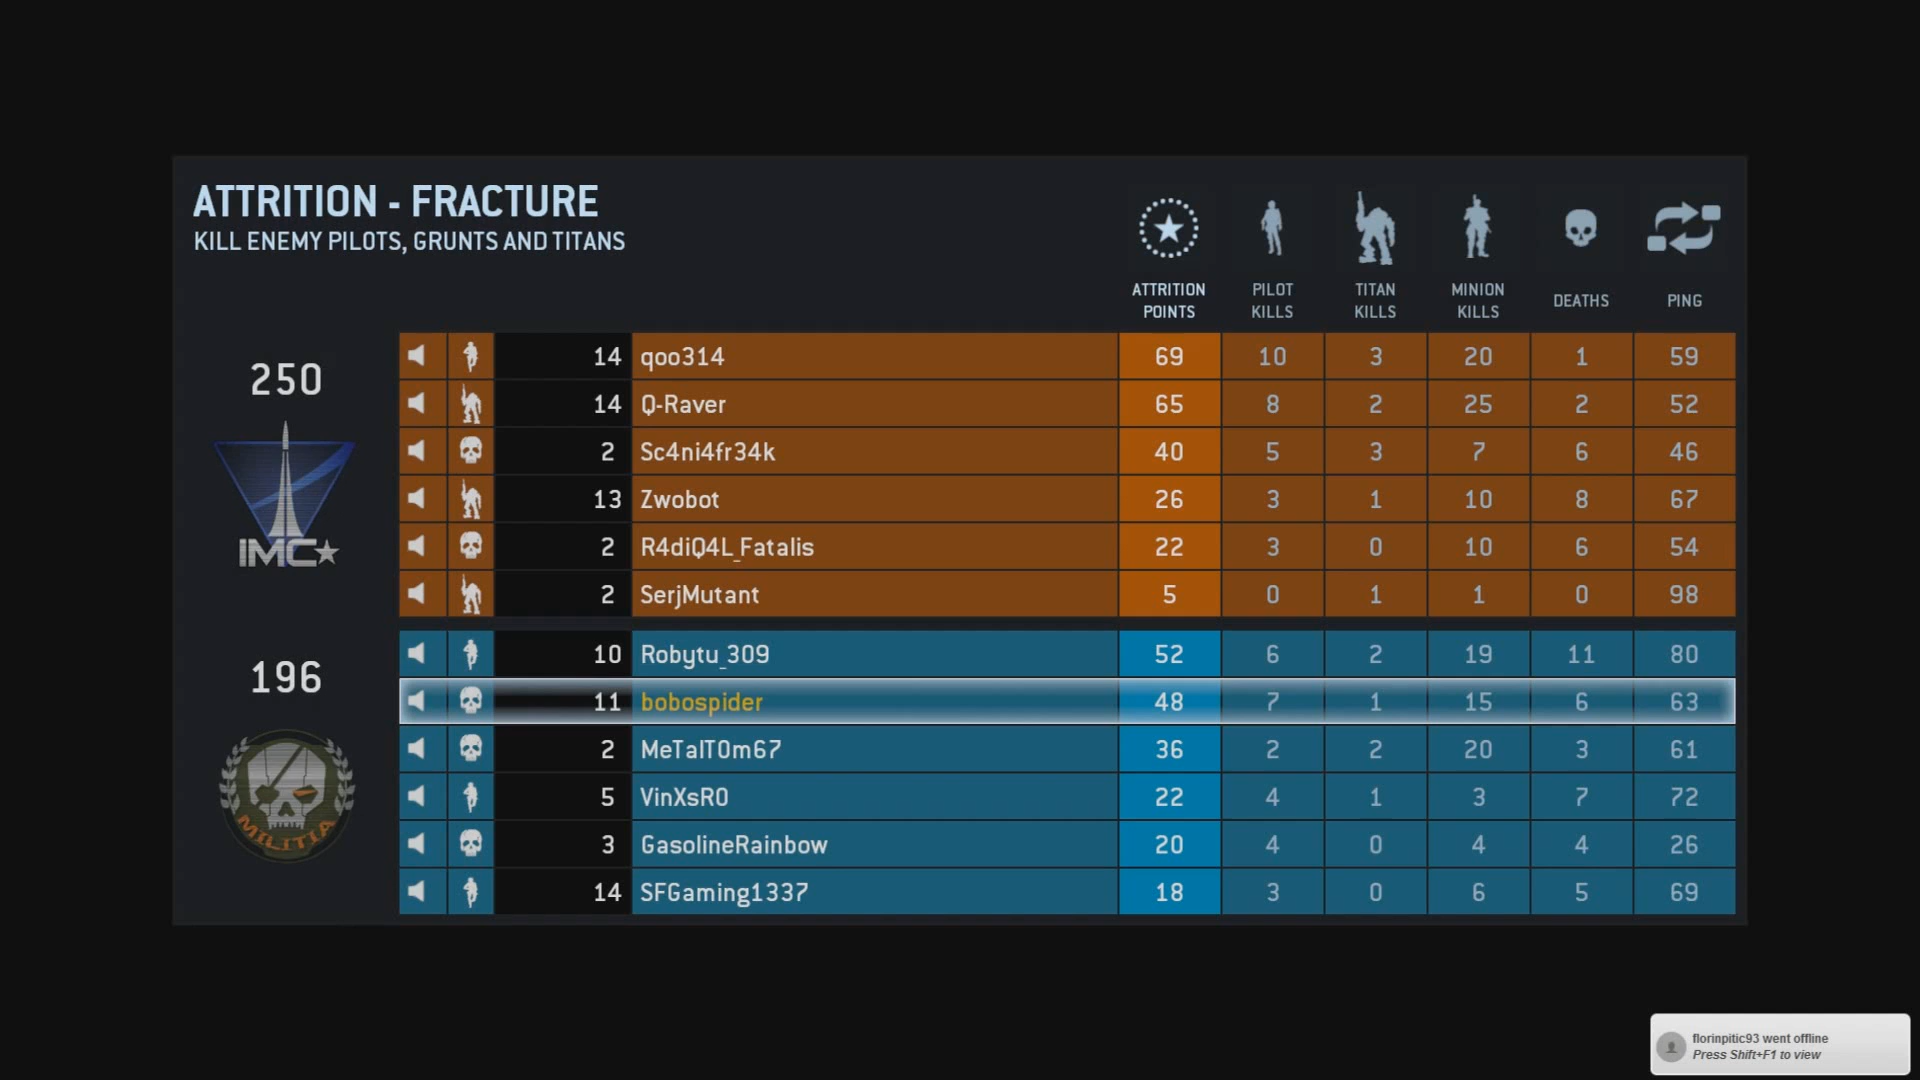 ATTRITION - FRACTURE
KILL ENEMY PILOTS, GRUNTS AND TITANS
ATTRITION POINTS PILOT KILLS TITAN KILLS MINION KILLS DEATHS PING
250
IMC
14 qoo314 69 10 3 20 1 59
14 Q-Raver 65 8 2 25 2 52
2 Sc4ni4fr34k 40 5 3 7 6 46
13 Zwobot 26 3 1 10 8 67
2 R4diQ4L_Fatalis 22 3 0 10 6 54
2 SerjMutant 5 0 1 1 0 98
196
MILITIA
10 Robytu_309 52 6 2 19 11 80
11 bobospider 48 7 1 15 6 63
2 MeTalT0m67 36 2 2 20 3 61
5 VinXsR0 22 4 1 3 7 72
3 GasolineRainbow 20 4 0 4 4 26
14 SFGaming1337 18 3 0 6 5 69
florinpitic93 went offline
Press Shift+F1 to view